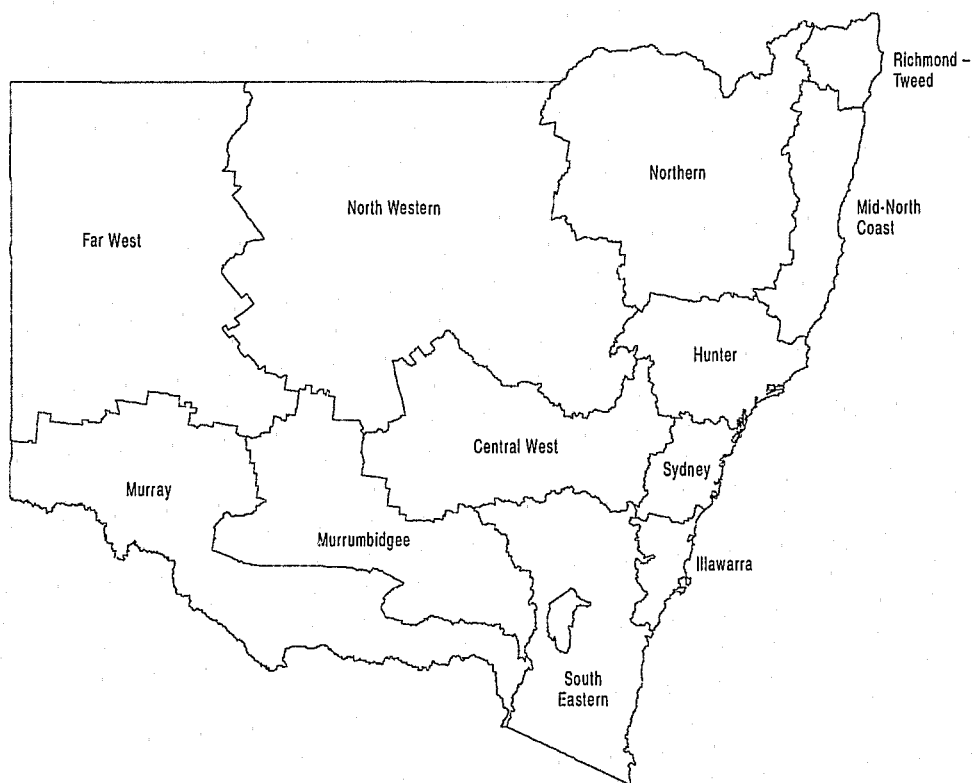 Richmond –
Tweed
Northern
North Western
Mid-North
Coast
Far West
Hunter
Central West
Sydney
Murray
Murrumbidgee
Illawarra
South
Eastern